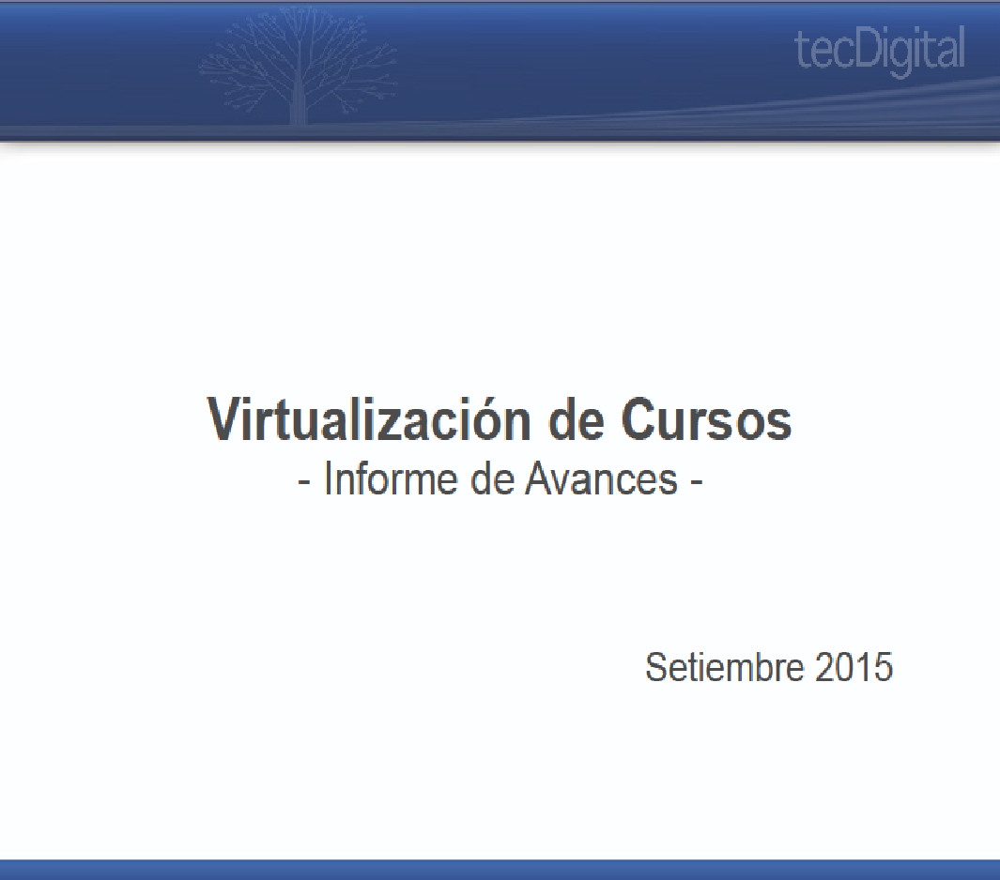 tecDigital
Virtualización de Cursos
- Informe de Avances -
Setiembre 2015